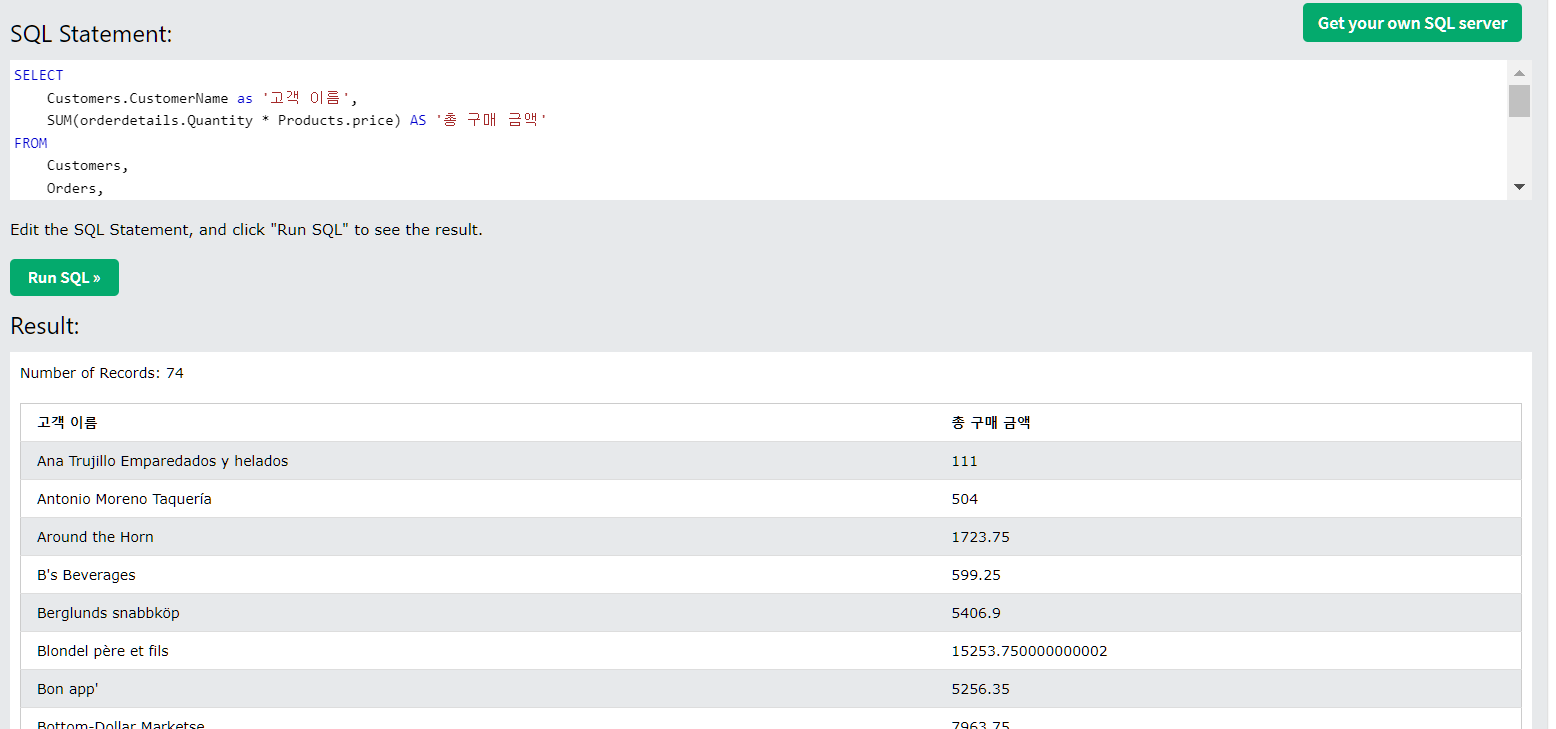 SQL Statement:
Get your own SQL server
SELECT
Customers.CustomerName as '고객 이름',
SUM(orderdetails.Quantity * Products.price) AS '총 구매 금액'
FROM
Customers,
Orders,
Edit the SQL Statement, and click "Run SQL" to see the result.
Run SQL »
Result:
Number of Records: 74
고객 이름 총 구매 금액
Ana Trujillo Emparedados y helados 111
Antonio Moreno Taquería 504
Around the Horn 1723.75
B's Beverages 599.25
Berglunds snabbköp 5406.9
Blondel père et fils 15253.750000000002
Bon app' 5256.35
Bottom-Dollar Marketse 7963.75